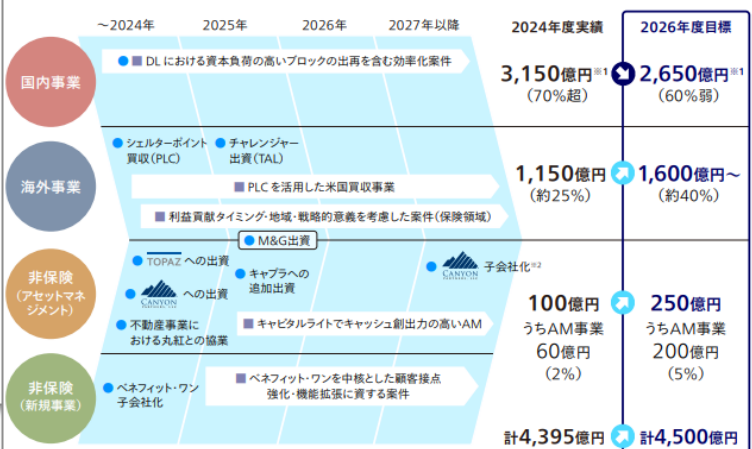 ～2024年 2025年 2026年 2027年以降 2024年度実績 2026年度目標
国内事業
●■DLにおける資本負荷の高いブロックの出再を含む効率化案件
3,150億円※1
(70%超)
2,650億円※1
(60%弱)
海外事業
●シェルターポイント
買収(PLC)
●チャレンジャー
出資(TAL)
■PLCを活用した米国買収事業
■利益貢献タイミング・地域・戦略的意義を考慮した案件(保険領域)
1,150億円
(約25%)
1,600億円～
(約40%)
●M&G出資
非保険
(アセットマネ
ジメント)
●TOPAZ への出資
●CANYON への出資
●不動産事業に
おける丸紅との協業
●キャプラへの
追加出資
●CANYON 子会社化※2
■キャピタルライトでキャッシュ創出力の高いAM
非保険
(新規事業)
●ベネフィット・ワン
子会社化
■ベネフィット・ワンを中核とした顧客接点
強化・機能拡張に資する案件
100億円
うちAM事業
60億円
(2%)
250億円
うちAM事業
200億円
(5%)
計4,395億円
計4,500億円